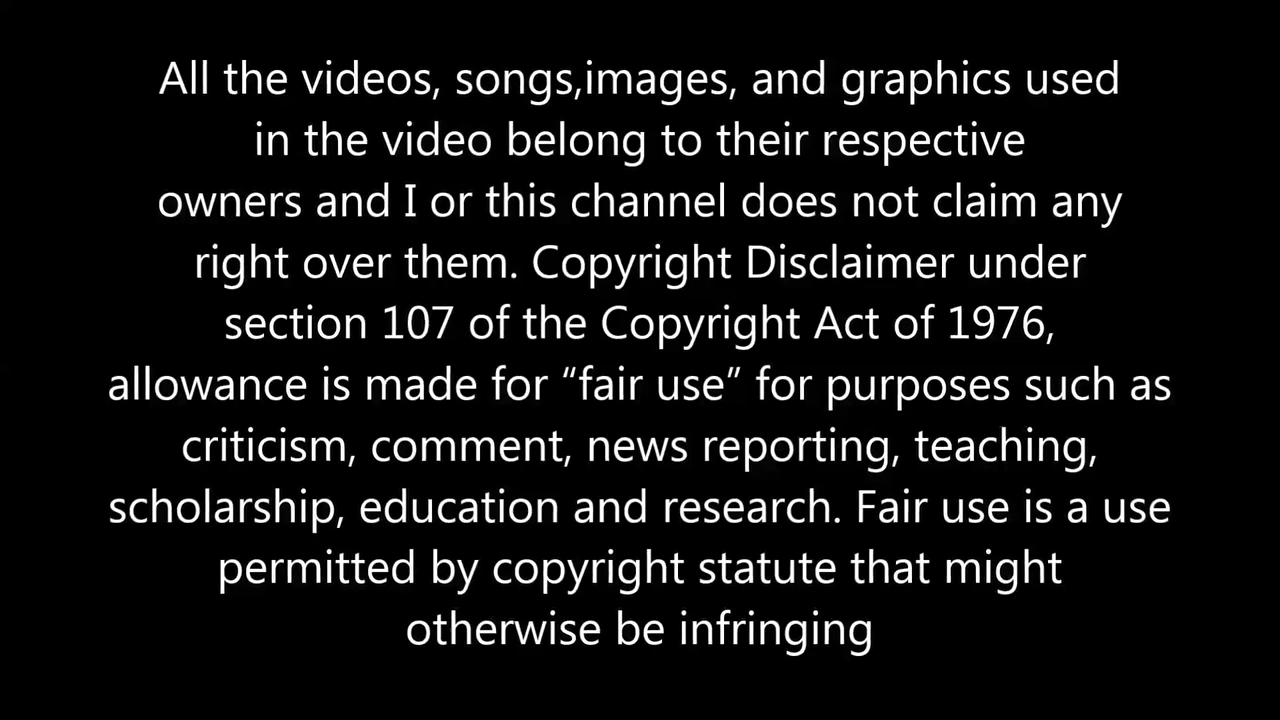 All the videos, songs,images, and graphics used
in the video belong to their respective
owners and I or this channel does not claim any
right over them. Copyright Disclaimer under
section 107 of the Copyright Act of 1976,
allowance is made for “fair use” for purposes such as
criticism, comment, news reporting, teaching,
scholarship, education and research. Fair use is a use
permitted by copyright statute that might
otherwise be infringing